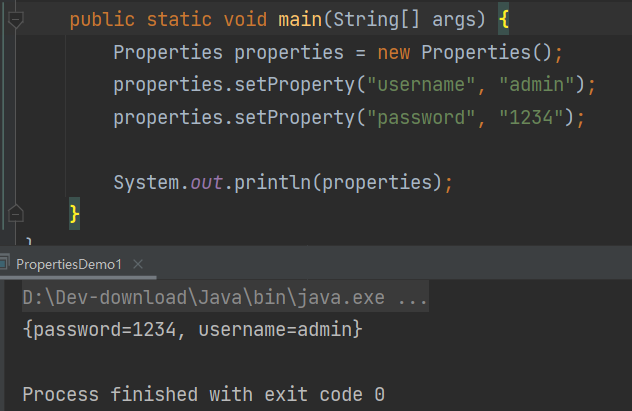 public static void main(String[] args) {
Properties properties = new Properties();
properties.setProperty("username", "admin");
properties.setProperty("password", "1234");
System.out.println(properties);
}
}
PropertiesDemo1 ×
D:\Dev-download\Java\bin\java.exe ...
{password=1234, username=admin}
Process finished with exit code 0